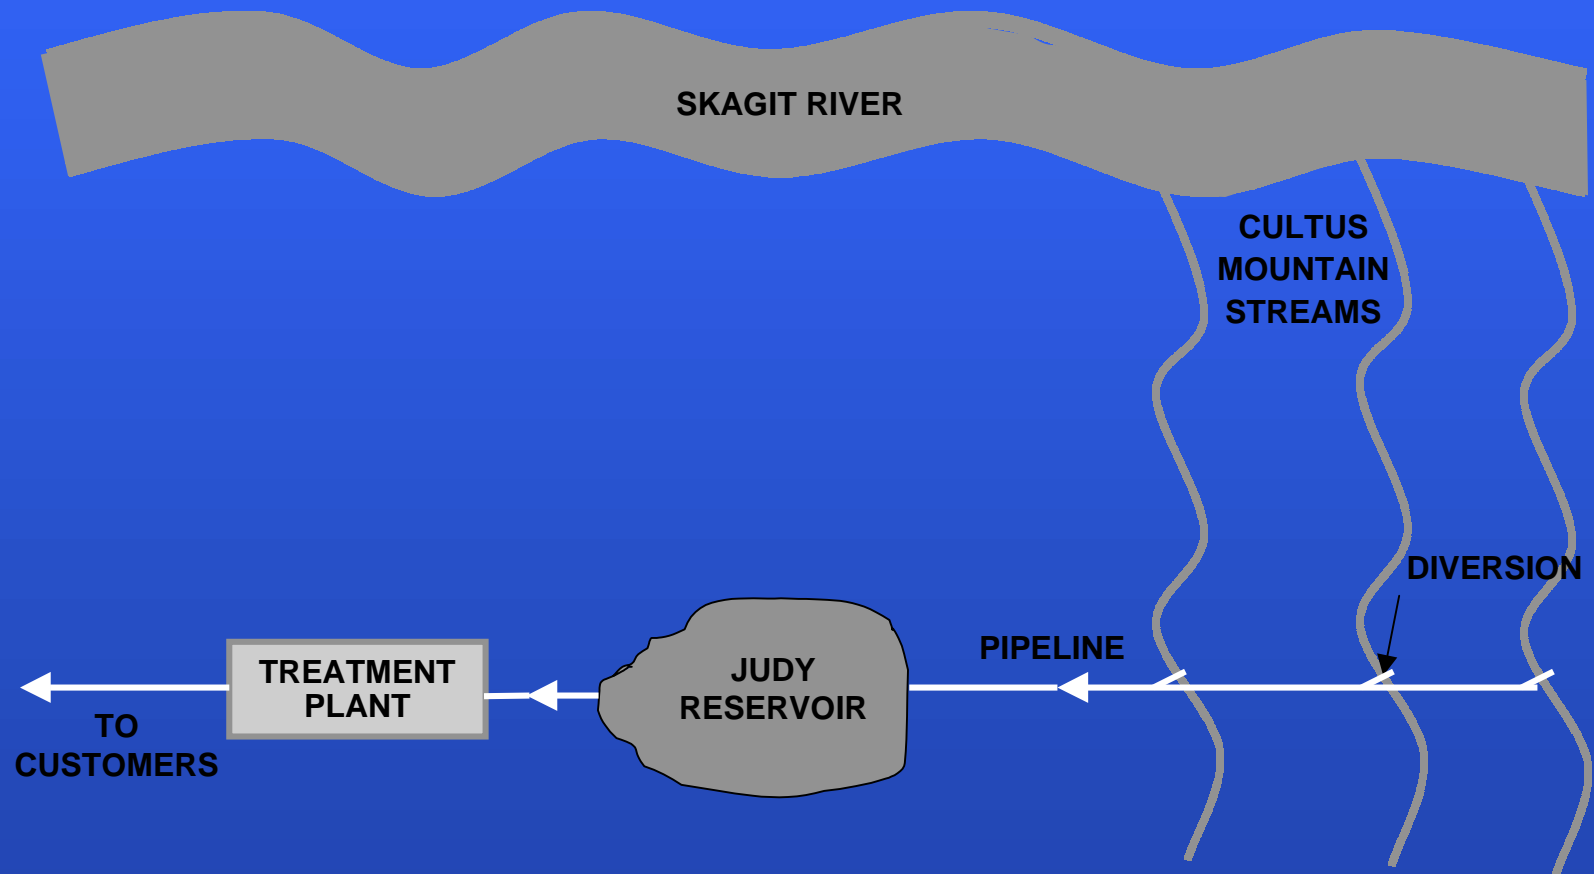 SKAGIT RIVER
CULTUS
MOUNTAIN
STREAMS
DIVERSION
PIPELINE
JUDY
RESERVOIR
TREATMENT
PLANT
TO
CUSTOMERS